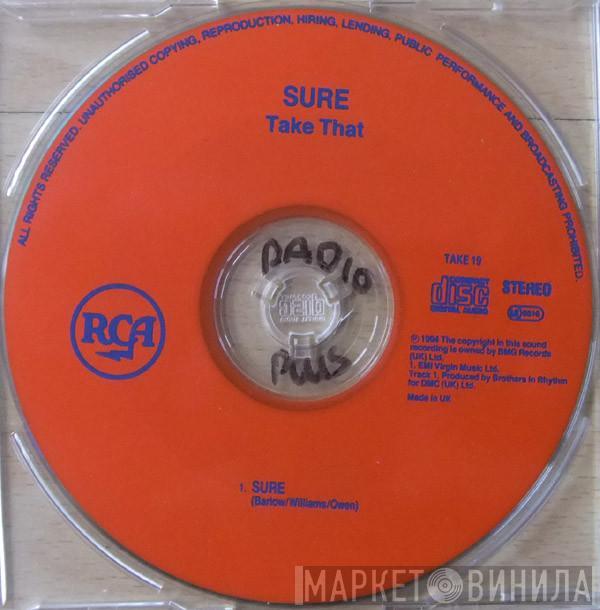 ALL RIGHTS RESERVED. UNAUTHORISED COPYING, REPRODUCTION, HIRING, LENDING, PUBLIC PERFORMANCE AND BROADCASTING PROHIBITED.
SURE
Take That
RADIO
PLUS
RCA
TAKE 19
COMPACT
disc
DIGITAL AUDIO
STEREO
℗ 1994 The copyright in this sound
recording is owned by BMG Records
(UK) Ltd.
1. EMI Virgin Music Ltd.
Track 1. Produced by Brothers in Rhythm
for DMC (UK) Ltd.
Made in UK
1. SURE
(Barlow/Williams/Owen)
МАРКЕТ ВИНИЛА